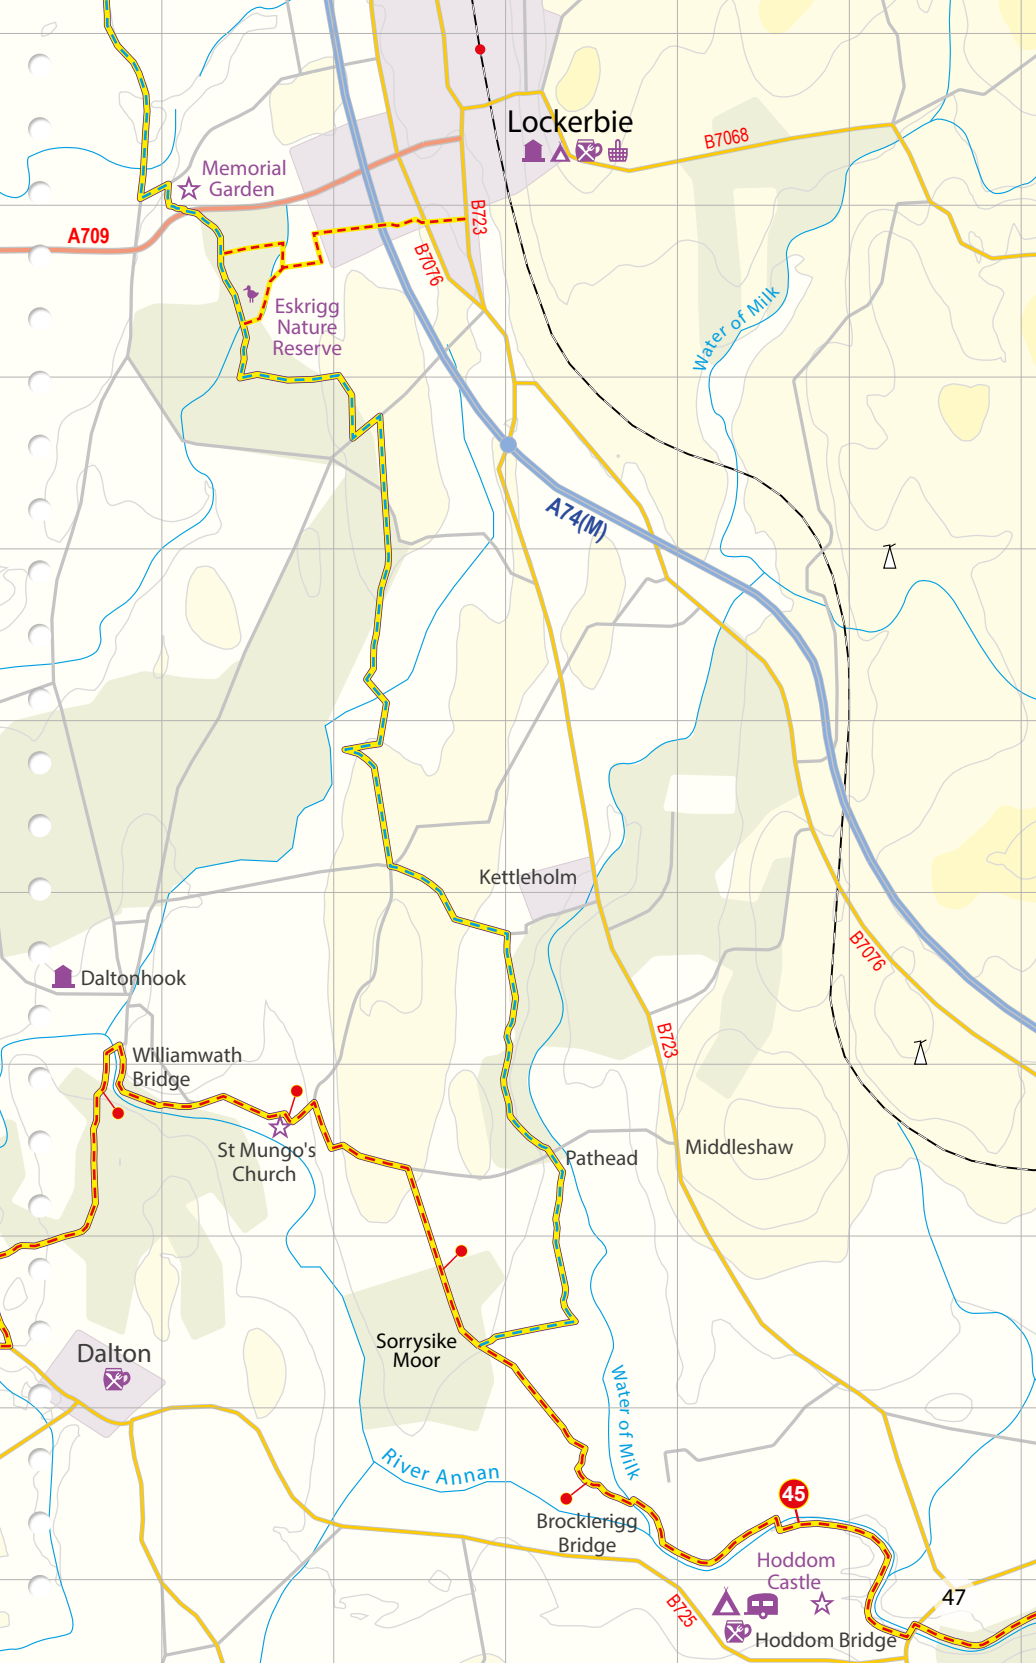 Lockerbie
B7068
Memorial
Garden
A709
B723
B7076
Eskrigg
Nature
Reserve
Water of Milk
A74(M)
Kettleholm
B7076
Daltonhook
B723
Williamwath
Bridge
St Mungo's
Church
Pathead
Middleshaw
Sorrysike
Moor
Dalton
Water of Milk
River Annan
45
Brocklerigg
Bridge
Hoddom
Castle
47
B725
Hoddom Bridge